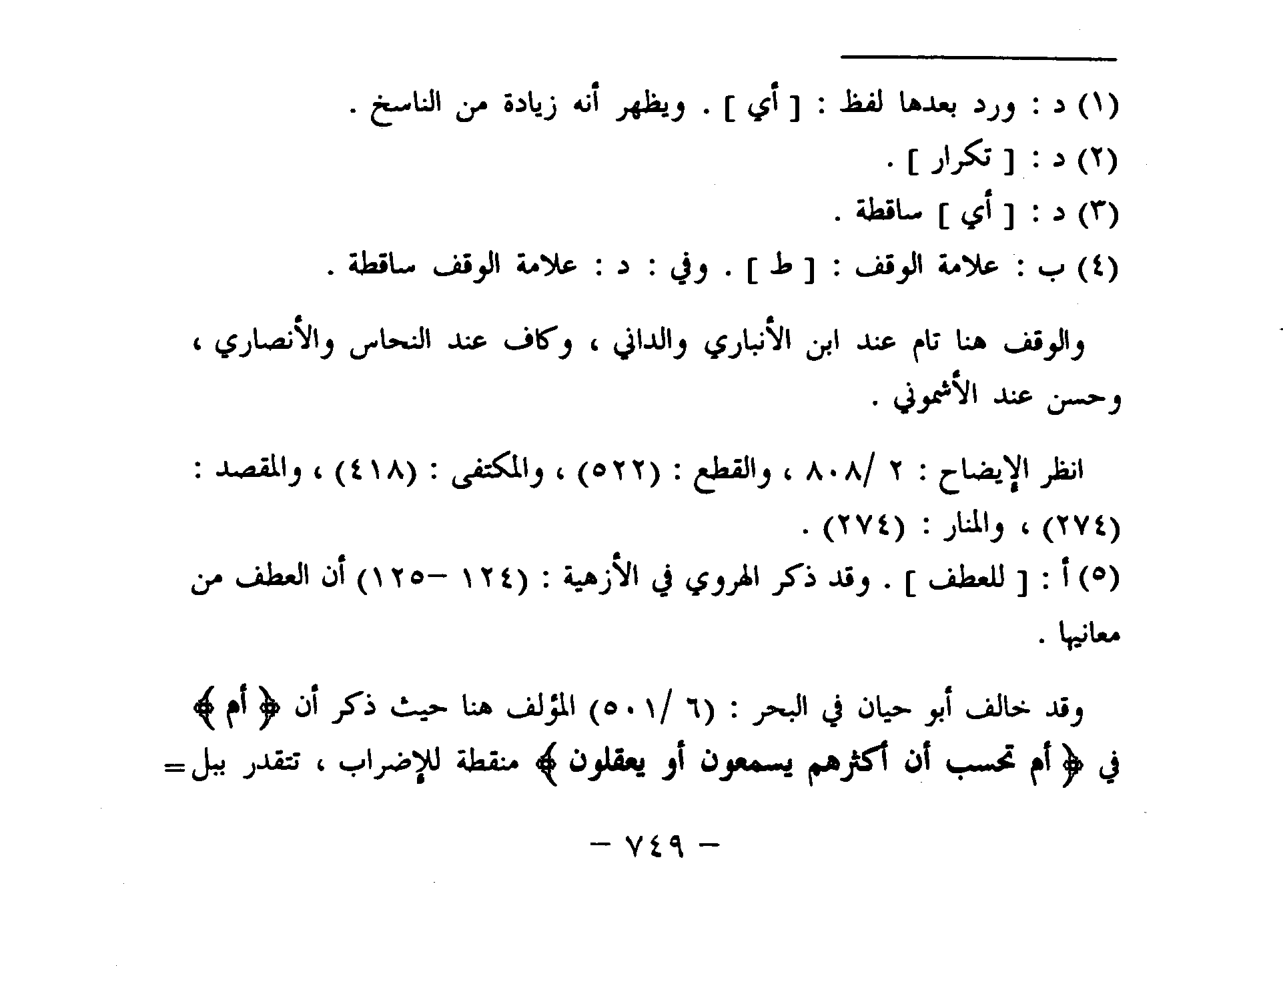 (١) د : ورد بعدها لفظ : [ أي ] . ويظهر أنه زيادة من الناسخ .
(٢) د : [ تكرار ] .
(٣) د : [ أي ] ساقطة .
(٤) ب : علامة الوقف : [ ط ] . وفي : د : علامة الوقف ساقطة .
والوقف هنا تام عند ابن الأنباري والداني ، وكاف عند النحاس والأنصاري ،
وحسن عند الأشموني .
انظر الإيضاح : ٢ /٨٠٨ ، والقطع : (٥٢٢) ، والمكتفى : (٤١٨) ، والمقصد :
(٢٧٤) ، والمنار : (٢٧٤) .
(٥) أ : [ للعطف ] . وقد ذكر الهروي في الأزهية : (١٢٤ –١٢٥) أن العطف من
معانيها .
وقد خالف أبو حيان في البحر : (٦ /٥٠١) المؤلف هنا حيث ذكر أن ﴿ أم ﴾
في ﴿ أم تحسب أن أكثرهم يسمعون أو يعقلون ﴾ منقطة للإضراب ، تتقدر ببل =
– ٧٤٩ –